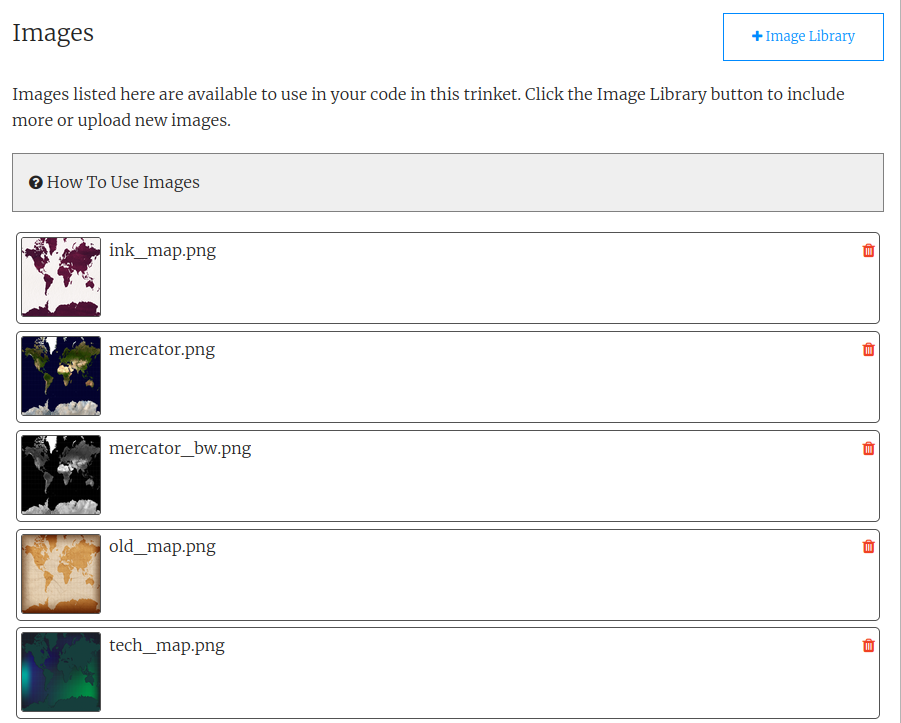 Images
Image Library
Images listed here are available to use in your code in this trinket. Click the Image Library button to include
more or upload new images.
How To Use Images
ink_map.png
mercator.png
mercator_bw.png
old_map.png
tech_map.png